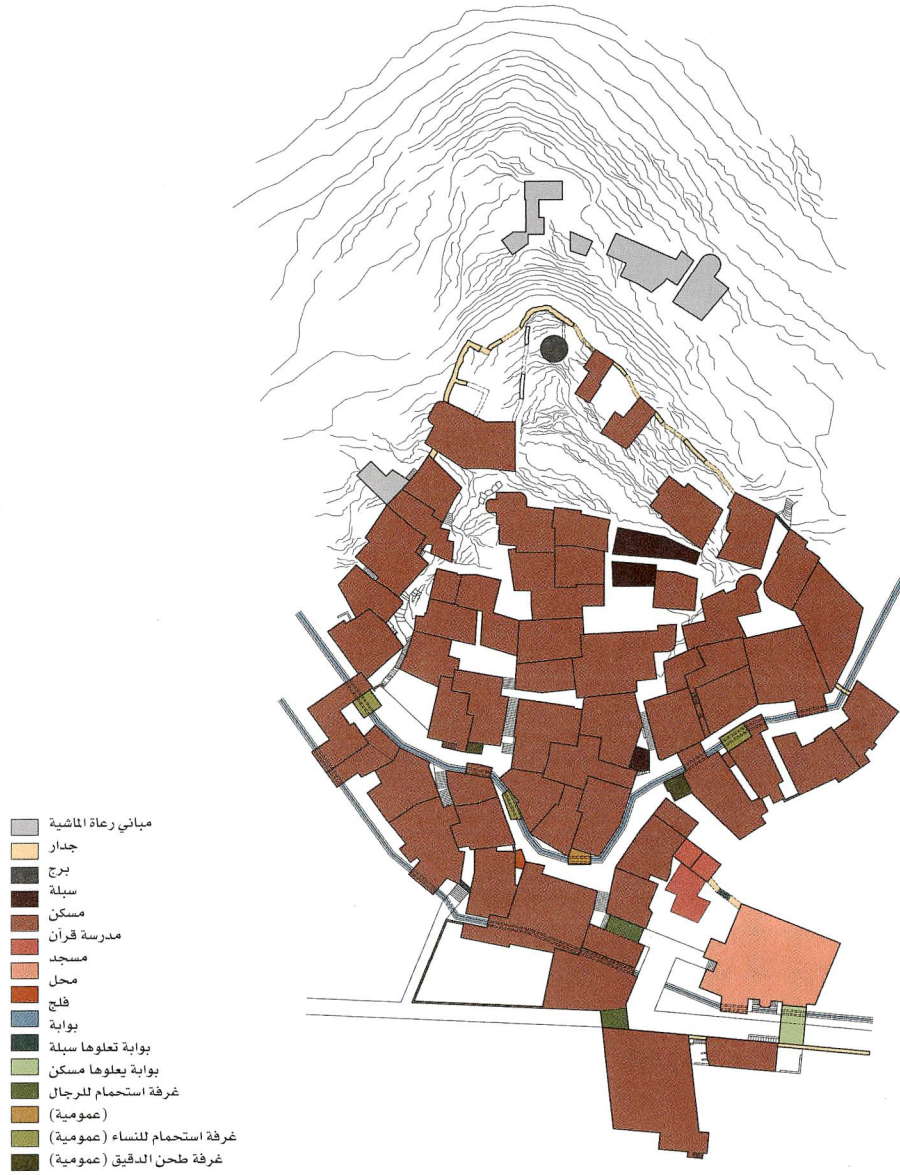 مباني رعاة الماشية
جدار
برج
سبلة
مسكن
مدرسة قرآن
مسجد
محل
فلج
بوابة
بوابة تعلوها سبلة
بوابة يعلوها مسكن
غرفة استحمام للرجال
(عمومية)
غرفة استحمام للنساء (عمومية)
غرفة طحن الدقيق (عمومية)